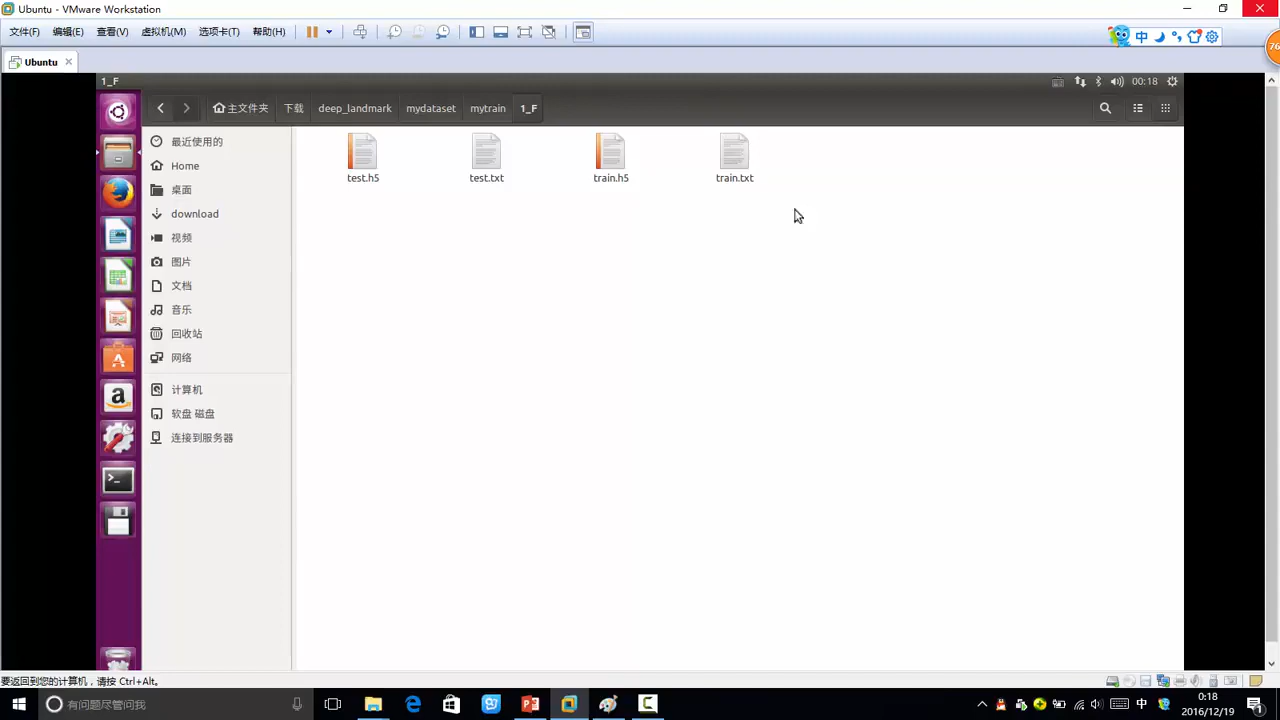 Ubuntu - VMware Workstation
文件(F) 编辑(E) 查看(V) 虚拟机(M) 选项卡(T) 帮助(H)
中
76
Ubuntu
1_F
00:18
主文件夹 下载 deep_landmark mydataset mytrain 1_F
最近使用的
Home
桌面
download
视频
图片
文档
音乐
回收站
网络
计算机
软盘 磁盘
连接到服务器
test.h5 test.txt train.h5 train.txt
要返回到您的计算机，请按 Ctrl+Alt。
有问题尽管问我
中
0:18
2016/12/19